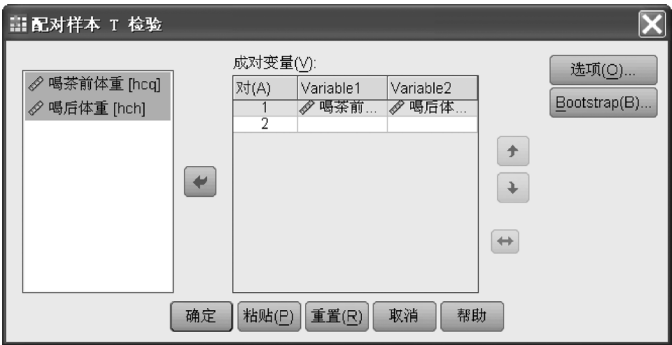 配对样本 T 检验
成对变量(V):
喝茶前体重 [hcq]
喝后体重 [hch]
对(A) Variable1 Variable2
1 喝茶前... 喝后体...
2
选项(O)...
Bootstrap(B)...
确定 粘贴(P) 重置(R) 取消 帮助